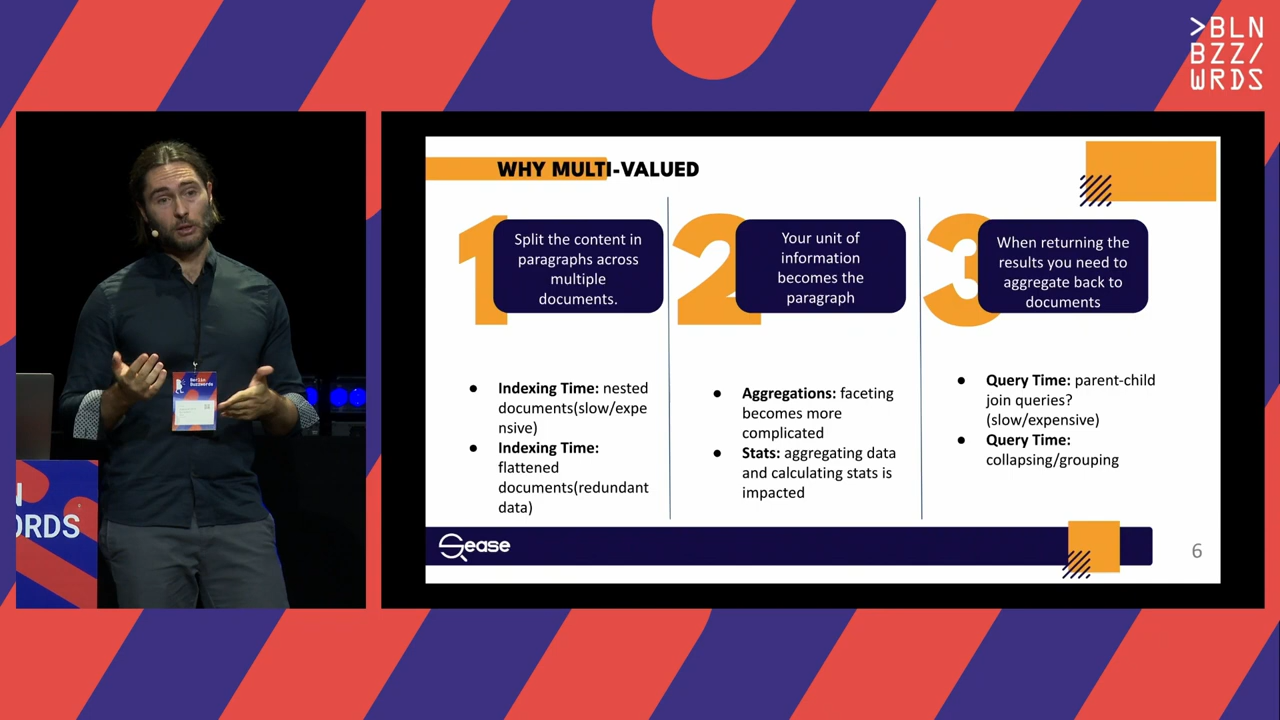 >BLN
BZZ/
WRDS
WHY MULTI-VALUED
1
Split the content in
paragraphs across
multiple
documents.
● Indexing Time: nested
documents(slow/expe
nsive)
● Indexing Time:
flattened
documents(redundant
data)
2
Your unit of
information
becomes the
paragraph
● Aggregations: faceting
becomes more
complicated
● Stats: aggregating data
and calculating stats is
impacted
3
When returning the
results you need to
aggregate back to
documents
● Query Time: parent-child
join queries?
(slow/expensive)
● Query Time:
collapsing/grouping
Sease
6
Berlin
Buzzwords
N
ORDS